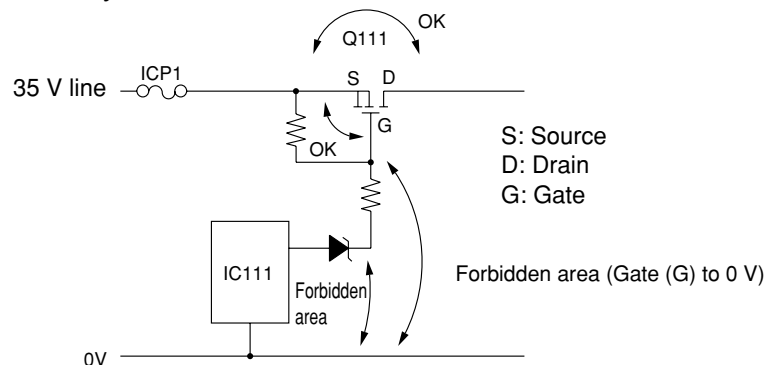 OK
Q111
ICP1
S D
35 V line
G
OK
S: Source
D: Drain
G: Gate
IC111
Forbidden
area
Forbidden area (Gate (G) to 0 V)
0V